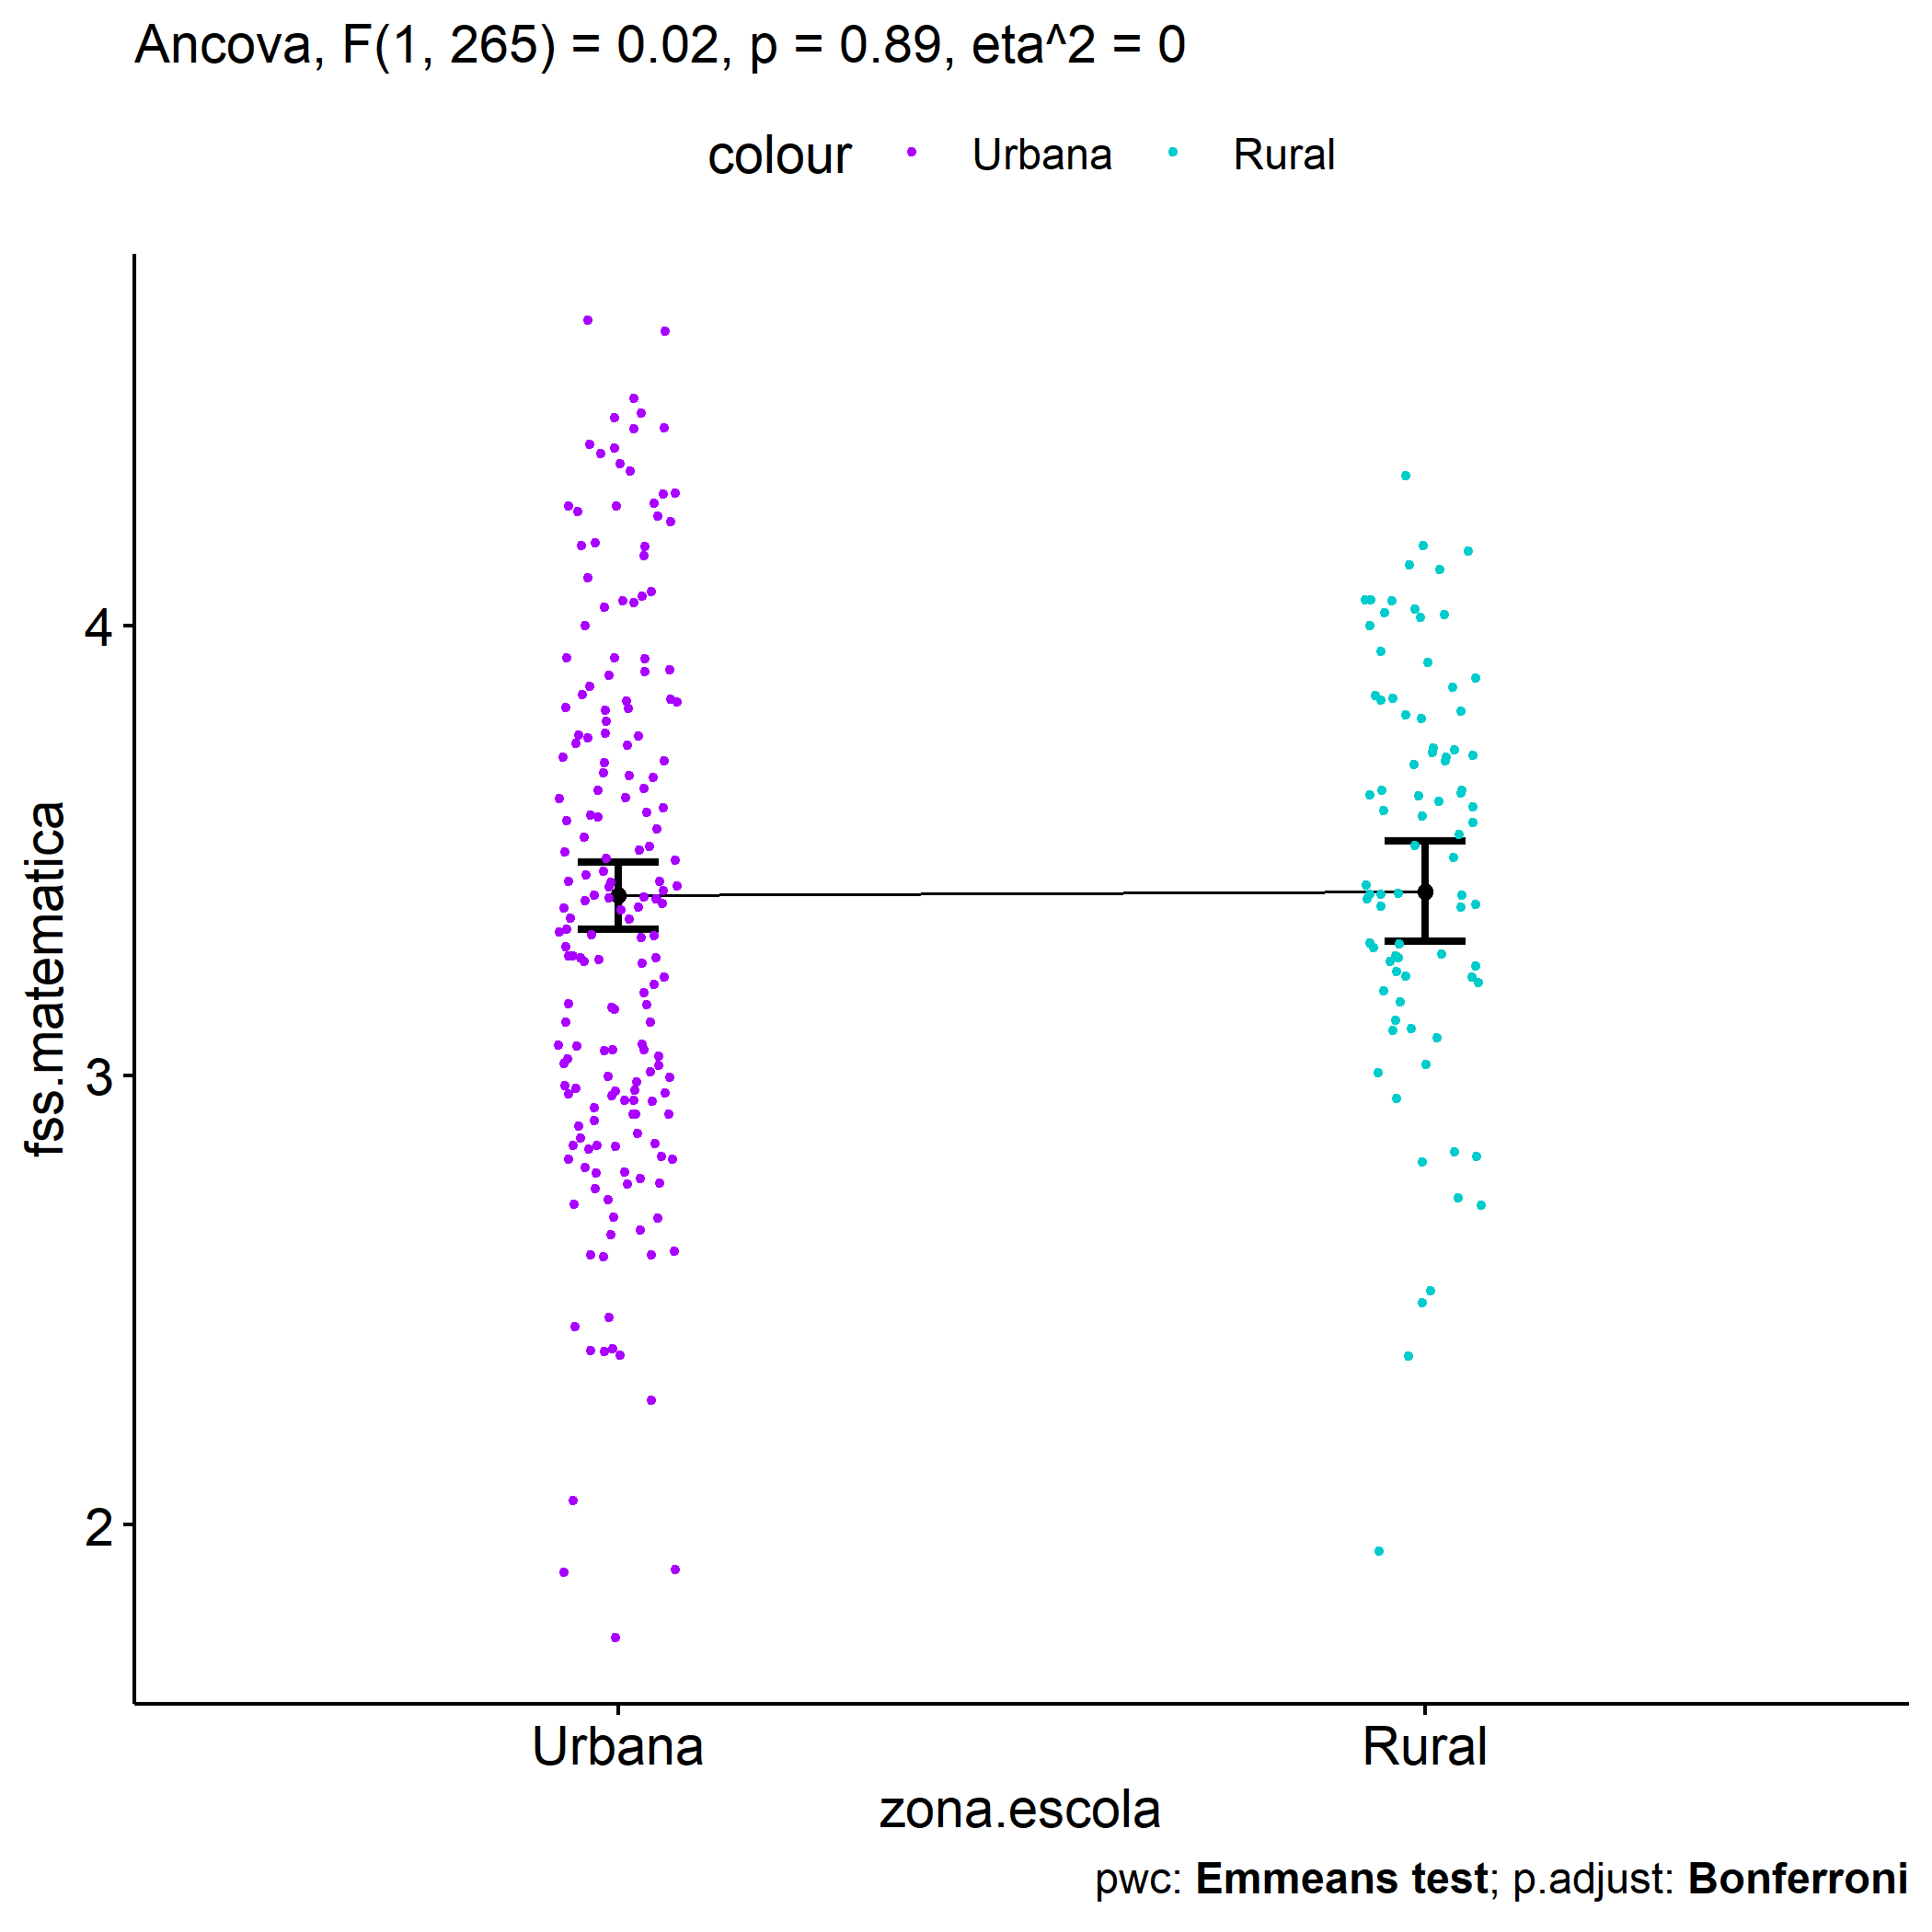 Ancova, F(1, 265) = 0.02, p = 0.89, eta^2 = 0
colour Urbana Rural
fss.matematica
4
3
2
Urbana Rural
zona.escola
pwc: Emmeans test; p.adjust: Bonferroni